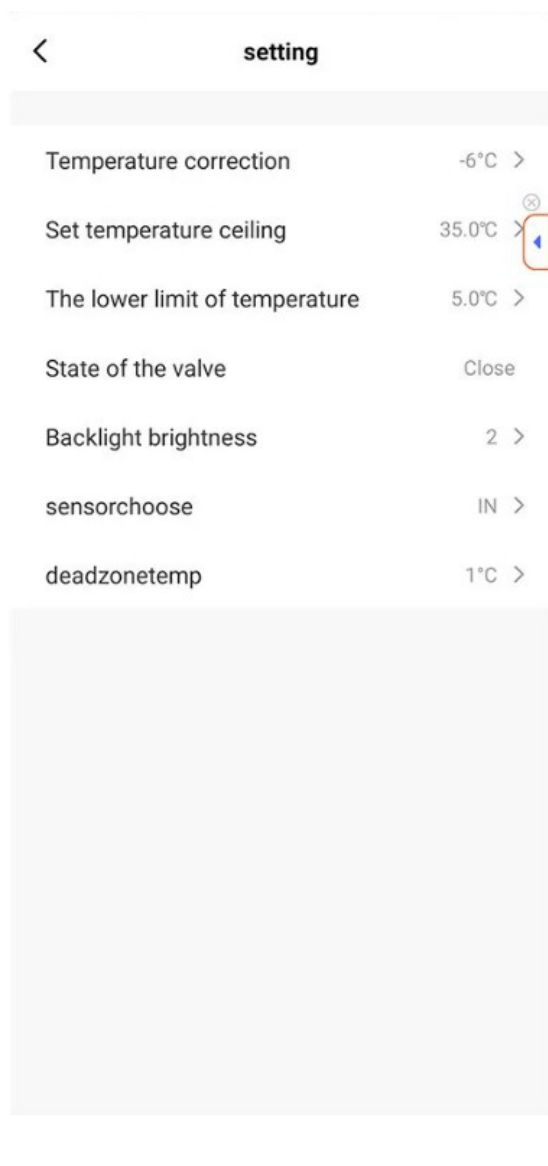 setting
Temperature correction -6°C
Set temperature ceiling 35.0℃
The lower limit of temperature 5.0℃
State of the valve Close
Backlight brightness 2
sensorchoose IN
deadzonetemp 1°C